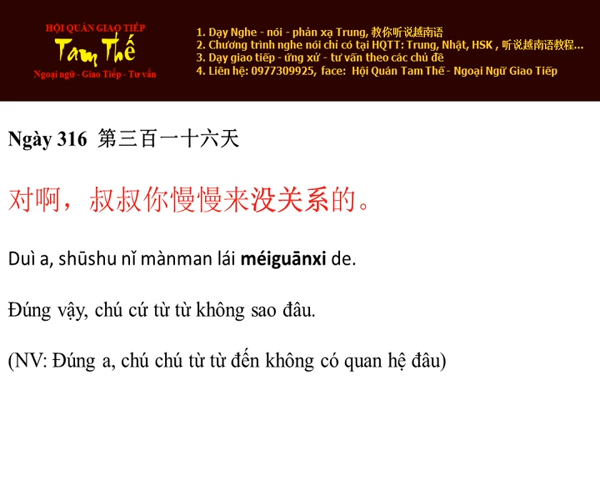 HỘI QUÁN GIAO TIẾP
Tam Thế
Ngoại ngữ - Giao Tiếp - Tư vấn
1. Dạy Nghe - nói - phản xạ Trung, 教你听说越南语
2. Chương trình nghe nói chỉ có tại HQTT: Trung, Nhật, HSK , 听说越南语教程...
3. Dạy giao tiếp - ứng xử - tư vấn theo các chủ đề
4. Liên hệ: 0977309925, face: Hội Quán Tam Thế - Ngoại Ngữ Giao Tiếp
Ngày 316 第三百一十六天
对啊，叔叔你慢慢来没关系的。
Duì a, shūshu nǐ mànman lái méiguānxi de.
Đúng vậy, chú cứ từ từ không sao đâu.
(NV: Đúng a, chú chú từ từ đến không có quan hệ đâu)